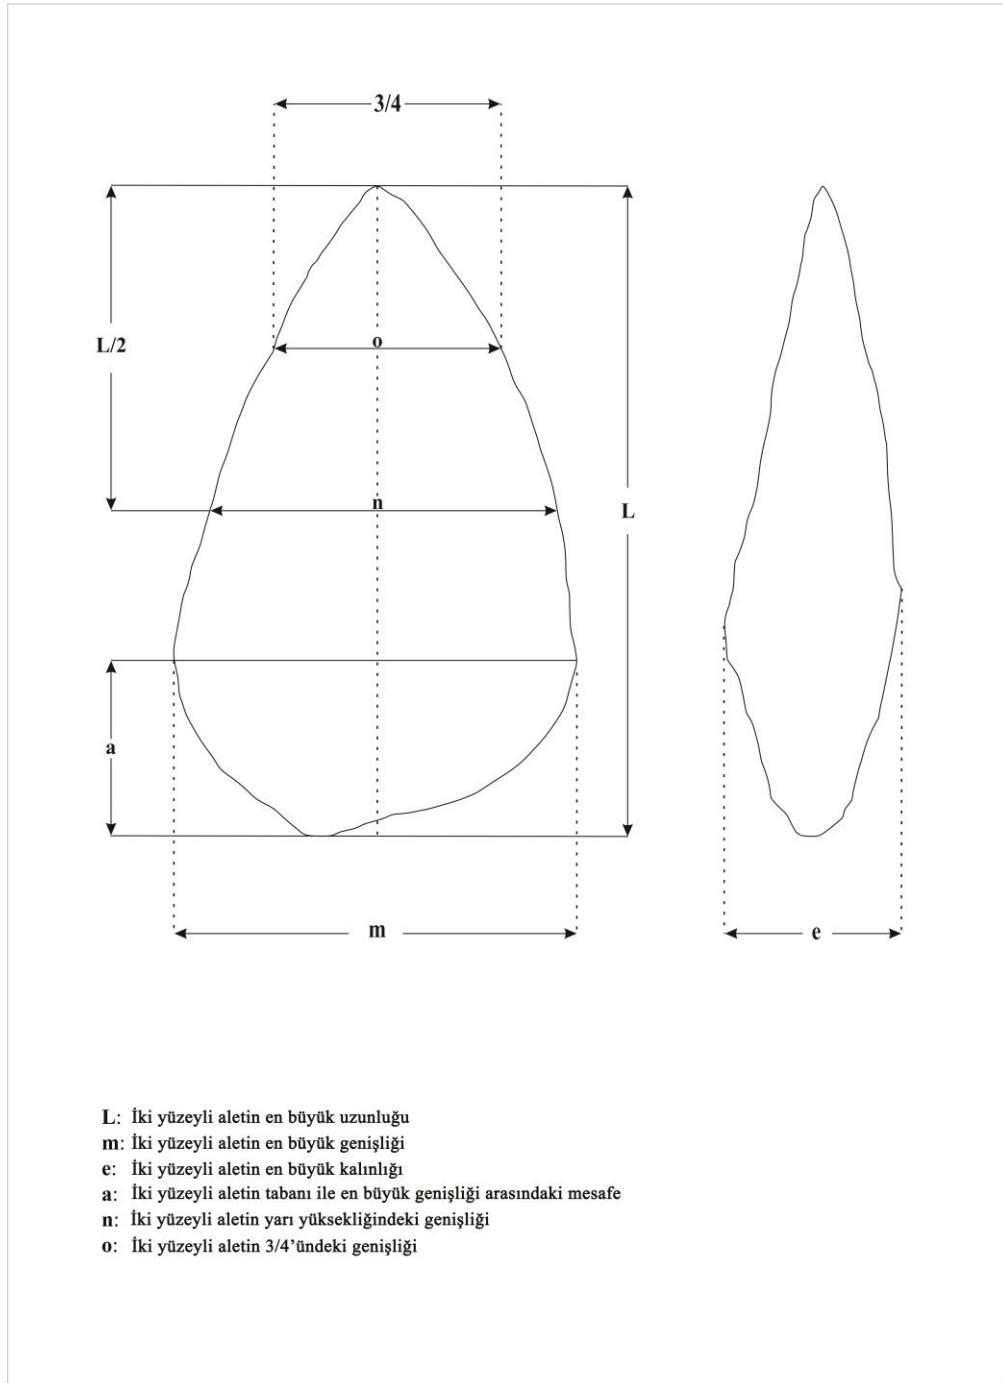 3/4
L/2
o
n
L
a
m
e
L: İki yüzeyli aletin en büyük uzunluğu
m: İki yüzeyli aletin en büyük genişliği
e: İki yüzeyli aletin en büyük kalınlığı
a: İki yüzeyli aletin tabanı ile en büyük genişliği arasındaki mesafe
n: İki yüzeyli aletin yarı yüksekliğindeki genişliği
o: İki yüzeyli aletin 3/4’ündeki genişliği